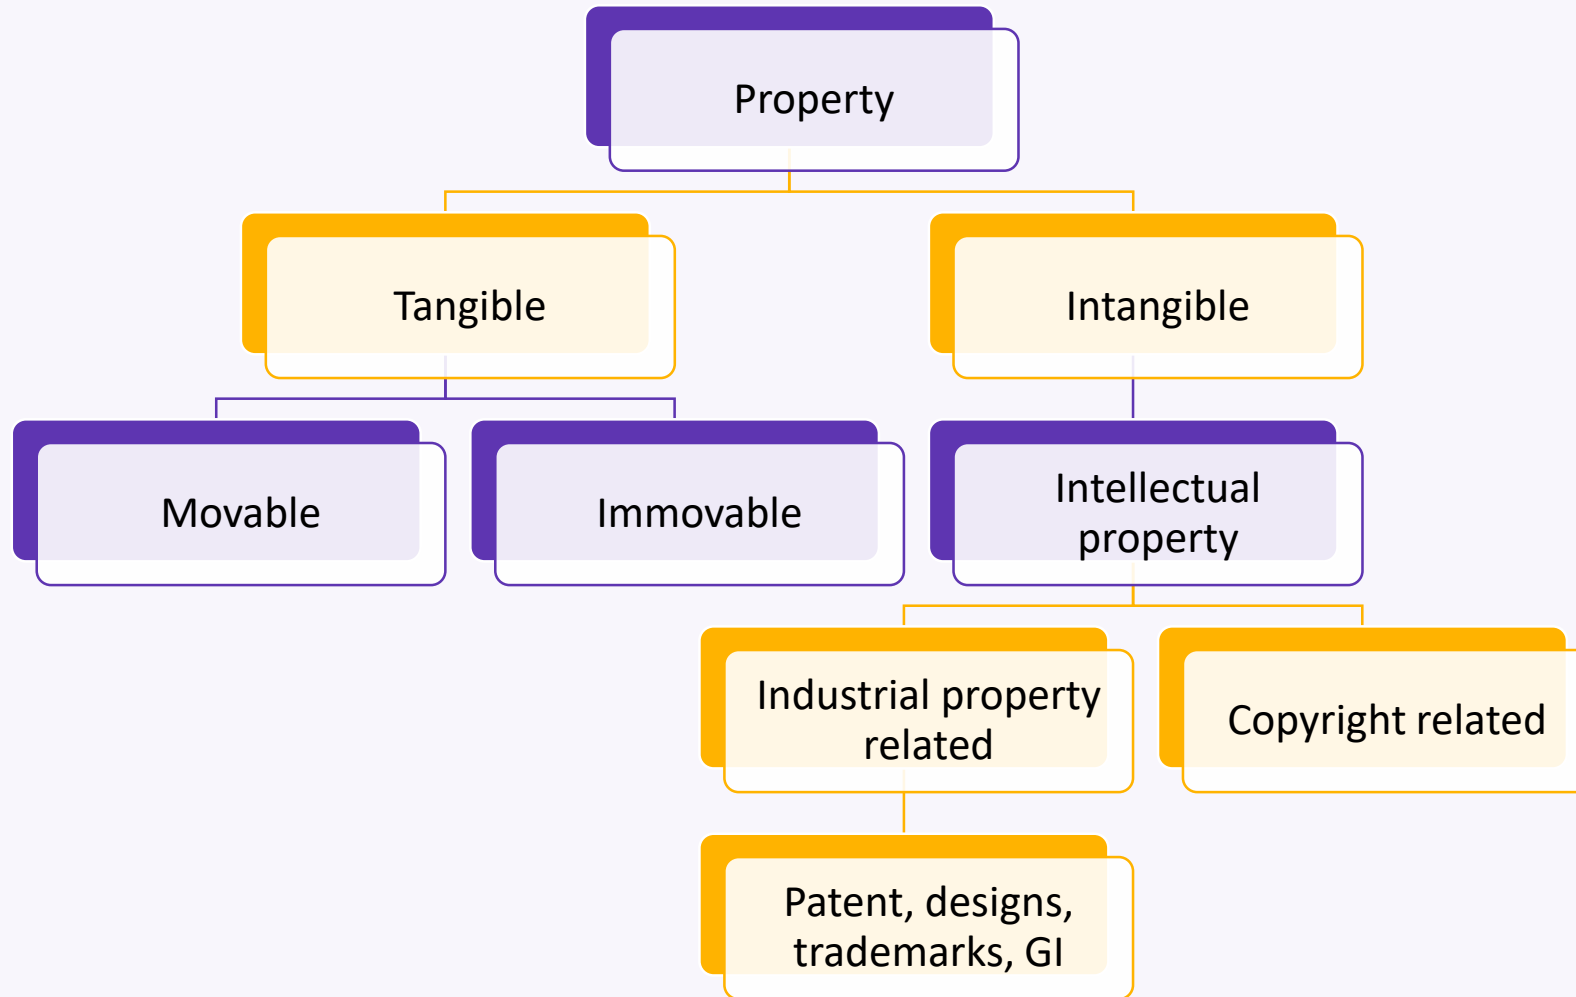 Property
Tangible
Intangible
Movable
Immovable
Intellectual
property
Industrial property
related
Copyright related
Patent, designs,
trademarks, GI